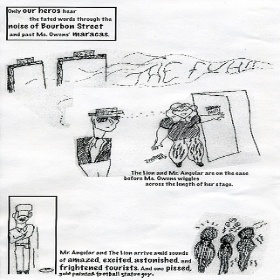 Only our heros hear
the fated words through the
noise of Bourbon Street
and past Ms. Owens' maracas.
The Lion and Mr. Angular are on the case
before Ms. Owens wiggles
across the length of her stage.
Mr. Angular and The Lion arrive amid sounds
of amazed, excited, astonished, and
frightened tourists. And one pissed,
gold painted football statue guy.